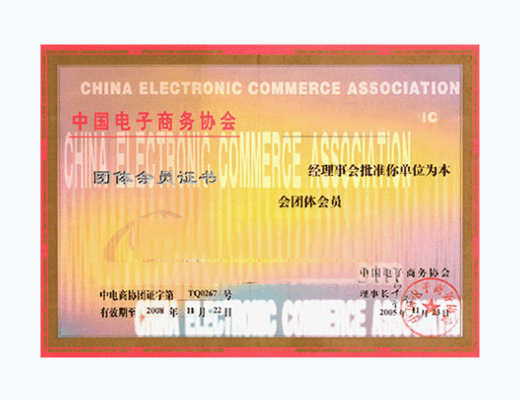 CHINA ELECTRONIC COMMERCE ASSOCIATION
中国电子商务协会
CHINA ELECTRONIC COMMERCE ASSOCIATION
团体会员证书
经理事会批准你单位为本
会团体会员
中国电子商务协会
中电商协团证字第 TQ0267 号
理事长
有效期至 2008 年 11 月 22 日
2005 年 11 月 23 日
CHINA ELECTRONIC COMMERCE ASSOC